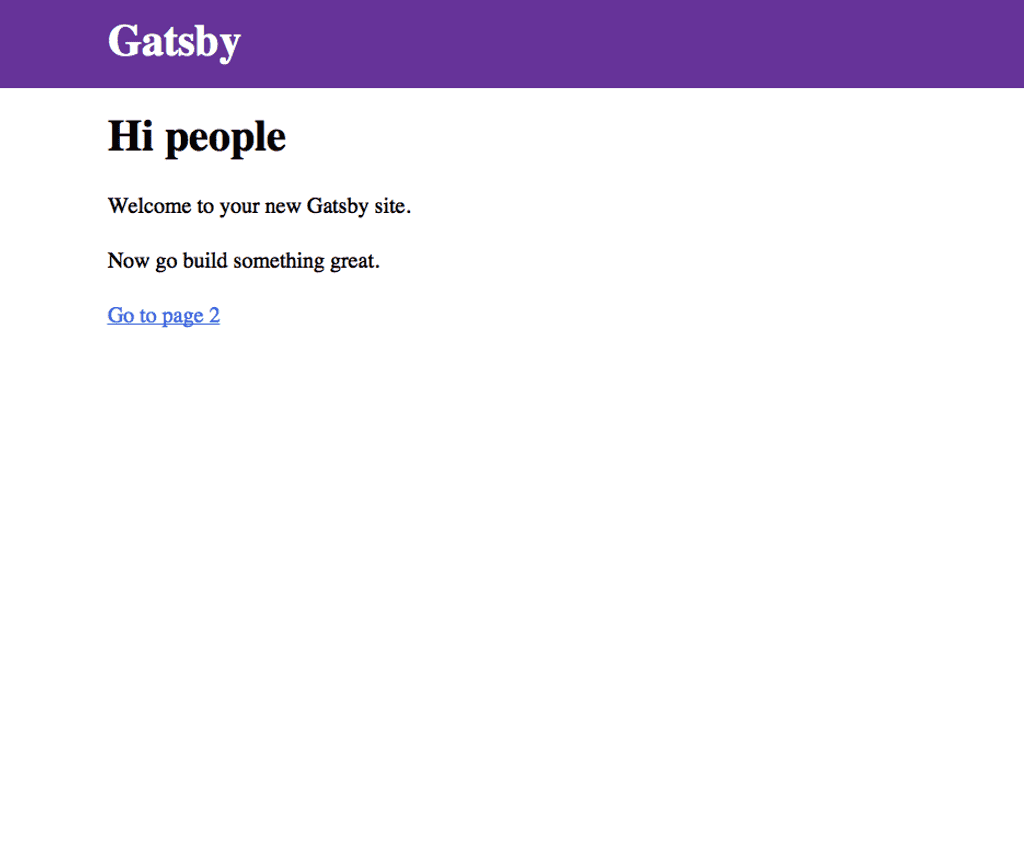 Gatsby
Hi people
Welcome to your new Gatsby site.
Now go build something great.
Go to page 2